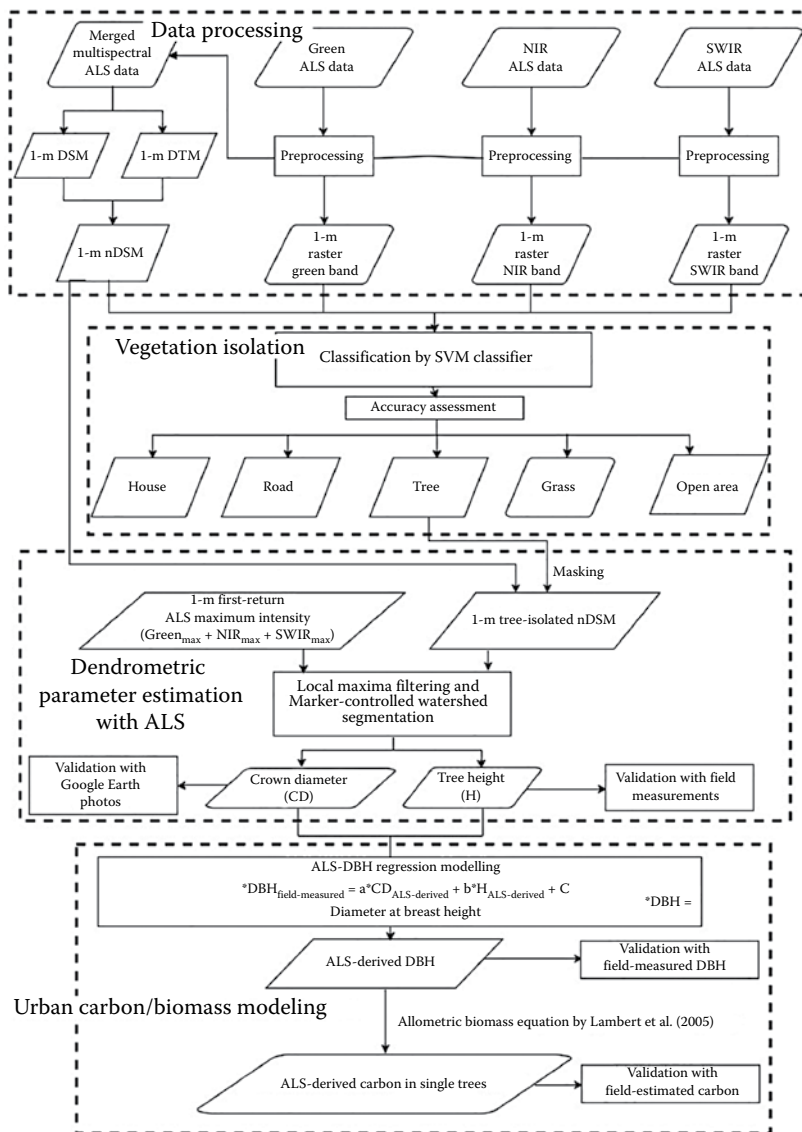 Data processing
Merged
multispectral
ALS data
Green
ALS data
NIR
ALS data
SWIR
ALS data
1-m DSM
1-m DTM
Preprocessing
Preprocessing
Preprocessing
1-m nDSM
1-m
raster
green band
1-m
raster
NIR band
1-m
raster
SWIR band
Vegetation isolation
Classification by SVM classifier
Accuracy assessment
House
Road
Tree
Grass
Open area
Masking
1-m first-return
ALS maximum intensity
(Green_max + NIR_max + SWIR_max)
1-m tree-isolated nDSM
Dendrometric
parameter estimation
with ALS
Local maxima filtering and
Marker-controlled watershed
segmentation
Validation with
Google Earth
photos
Crown diameter
(CD)
Tree height
(H)
Validation with field
measurements
ALS-DBH regression modelling
*DBH_field-measured = a*CD_ALS-derived + b*H_ALS-derived + C
*DBH =
Diameter at breast height
ALS-derived DBH
Validation with
field-measured DBH
Urban carbon/biomass modeling
Allometric biomass equation by Lambert et al. (2005)
ALS-derived carbon in single trees
Validation with
field-estimated carbon